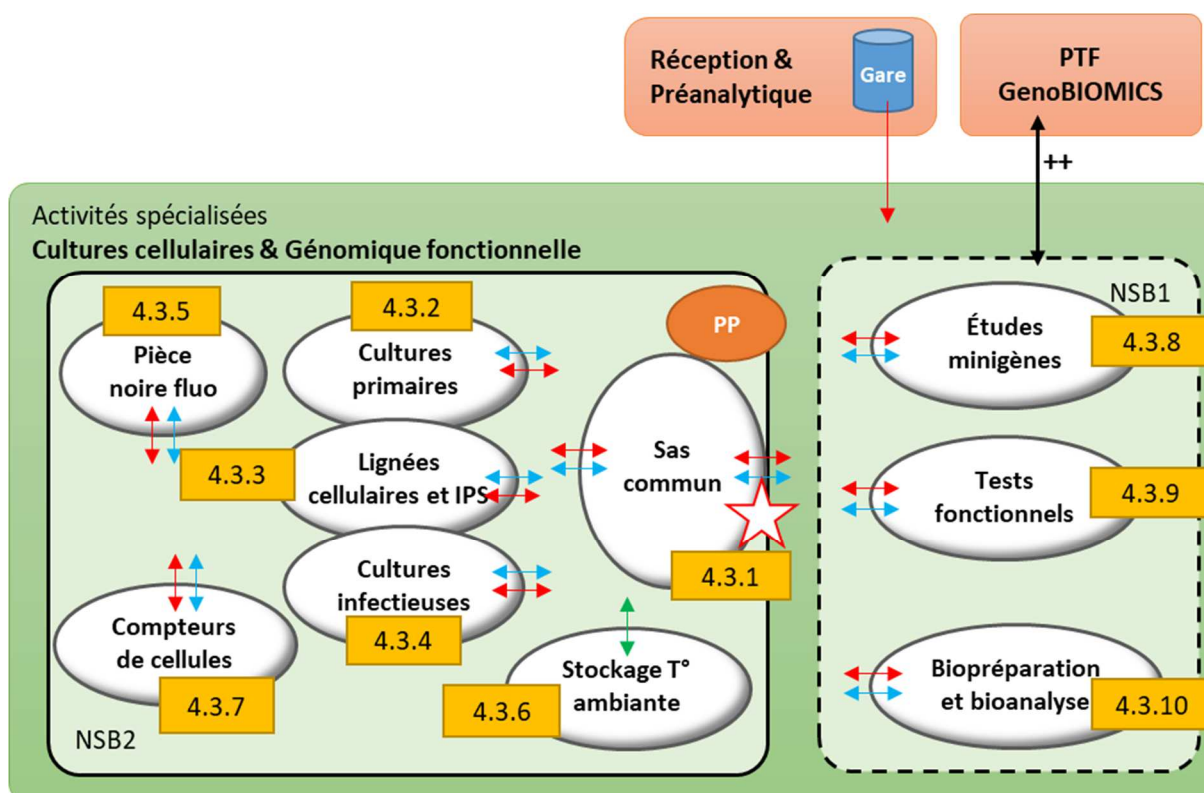 Réception &
Préanalytique
Gare
PTF
GenoBIOMICS
++
Activités spécialisées
Cultures cellulaires & Génomique fonctionnelle
4.3.5
Pièce
noire fluo
4.3.2
Cultures
primaires
PP
NSB1
Études
minigènes
4.3.8
4.3.3
Lignées
cellulaires et IPS
Sas
commun
4.3.1
Tests
fonctionnels
4.3.9
Cultures
infectieuses
4.3.4
Compteurs
de cellules
4.3.7
Stockage T°
ambiante
4.3.6
Biopréparation
et bioanalyse
4.3.10
NSB2